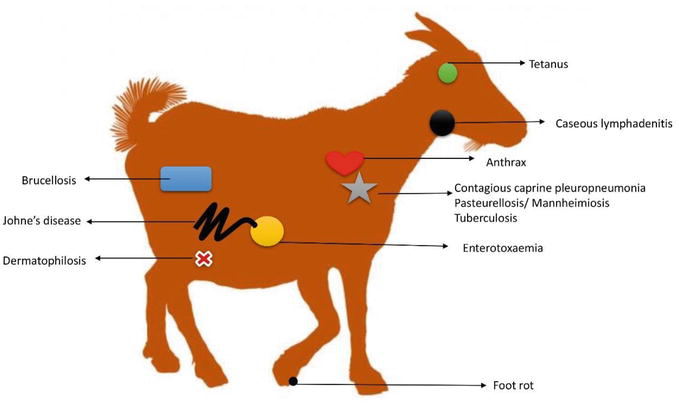 Tetanus
Caseous lymphadenitis
Anthrax
Brucellosis
Contagious caprine pleuropneumonia
Pasteurellosis/ Mannheimiosis
Tuberculosis
Johne's disease
Enterotoxaemia
Dermatophilosis
Foot rot